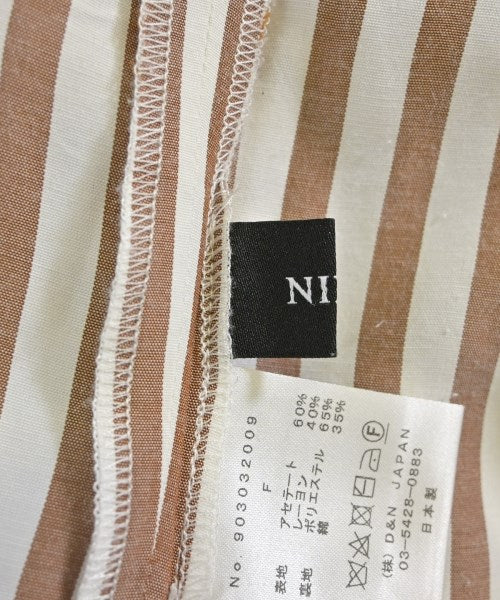 NI
No. 903032009
F
表地 アセテート 60%
レーヨン 40%
裏地 ポリエステル 65%
綿 35%
F
(株) D&N JAPAN
03-5428-0883
日本製